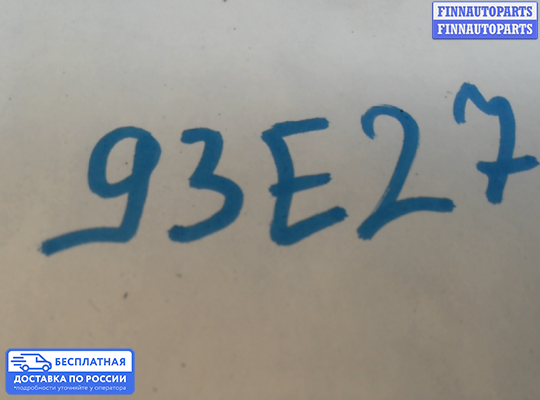 FINNAUTOPARTS
FINNAUTOPARTS
93E27
БЕСПЛАТНАЯ
ДОСТАВКА ПО РОССИИ
*подробности уточняйте у оператора